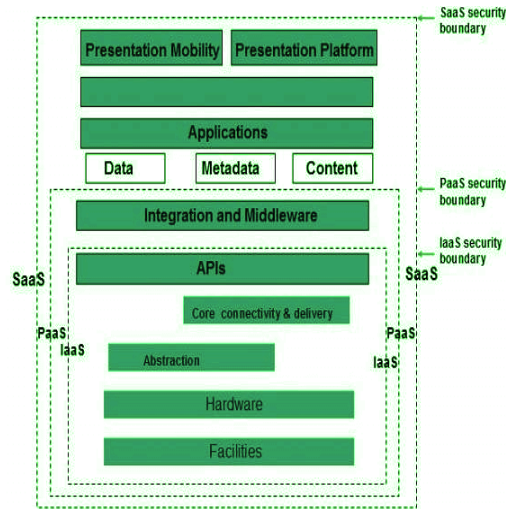 SaaS security
boundary
Presentation Mobility
Presentation Platform
Applications
Data
Metadata
Content
PaaS security
boundary
Integration and Middleware
IaaS security
boundary
APIs
SaaS
SaaS
Core connectivity & delivery
PaaS
PaaS
IaaS
Abstraction
IaaS
Hardware
Facilities